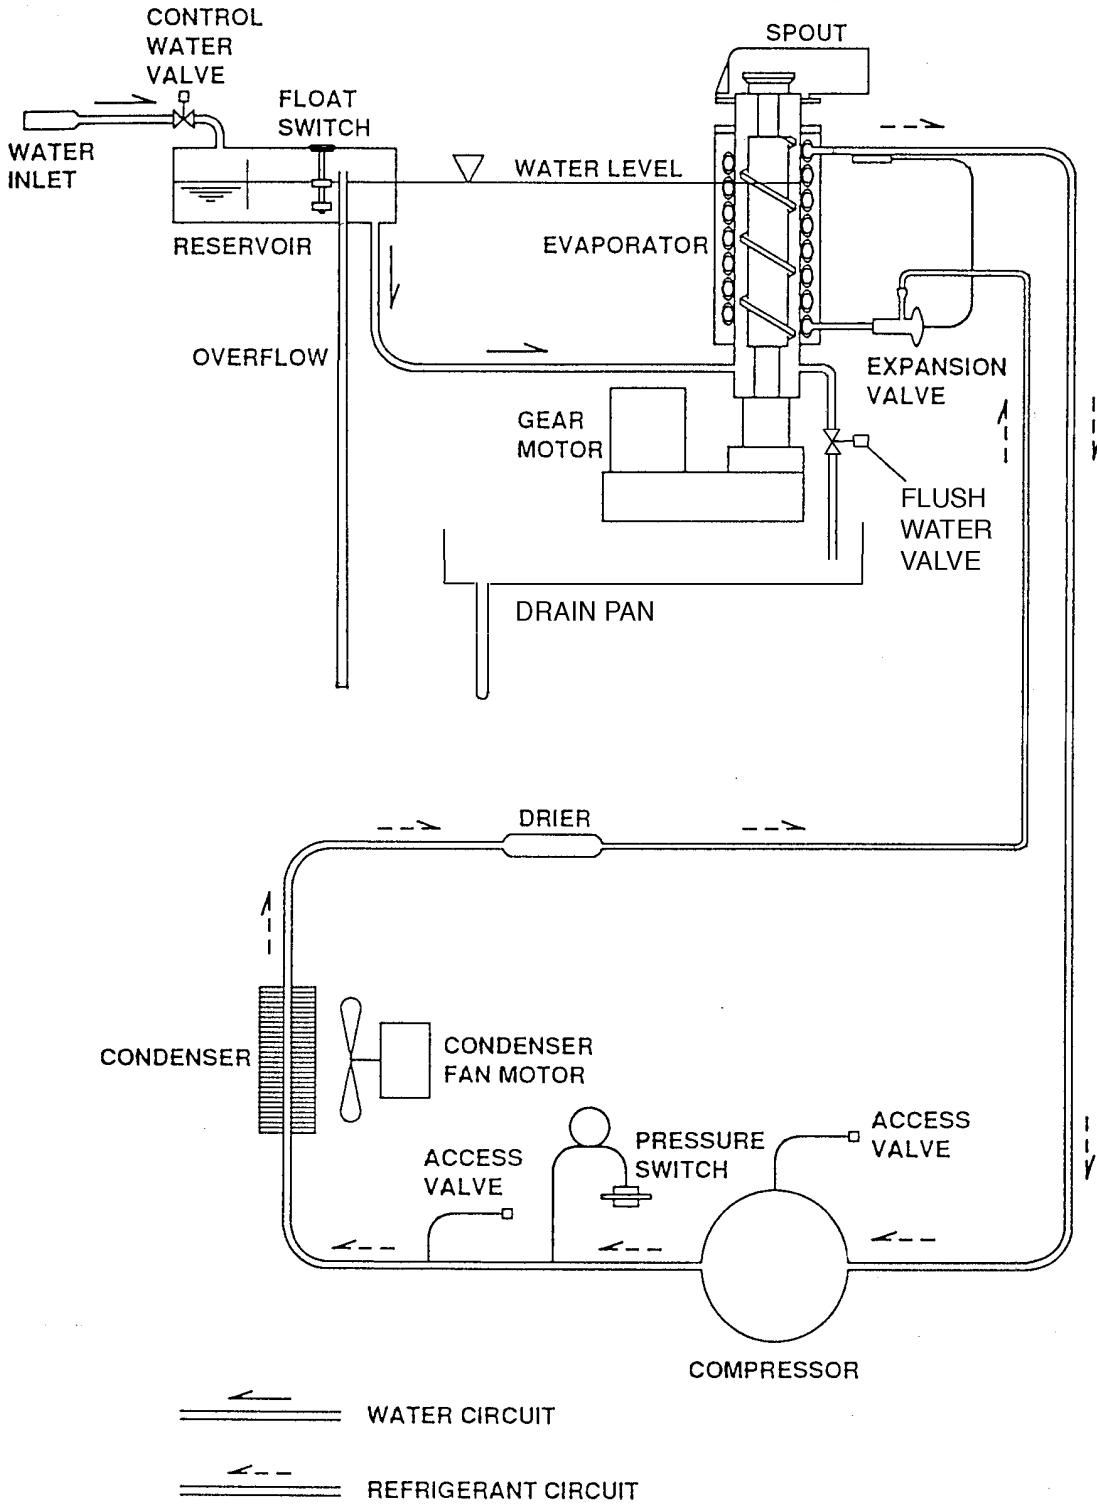 CONTROL
WATER
VALVE
SPOUT
FLOAT
SWITCH
WATER
INLET
WATER LEVEL
RESERVOIR
EVAPORATOR
OVERFLOW
EXPANSION
VALVE
GEAR
MOTOR
FLUSH
WATER
VALVE
DRAIN PAN
DRIER
CONDENSER
CONDENSER
FAN MOTOR
ACCESS
VALVE
PRESSURE
SWITCH
ACCESS
VALVE
COMPRESSOR
WATER CIRCUIT
REFRIGERANT CIRCUIT